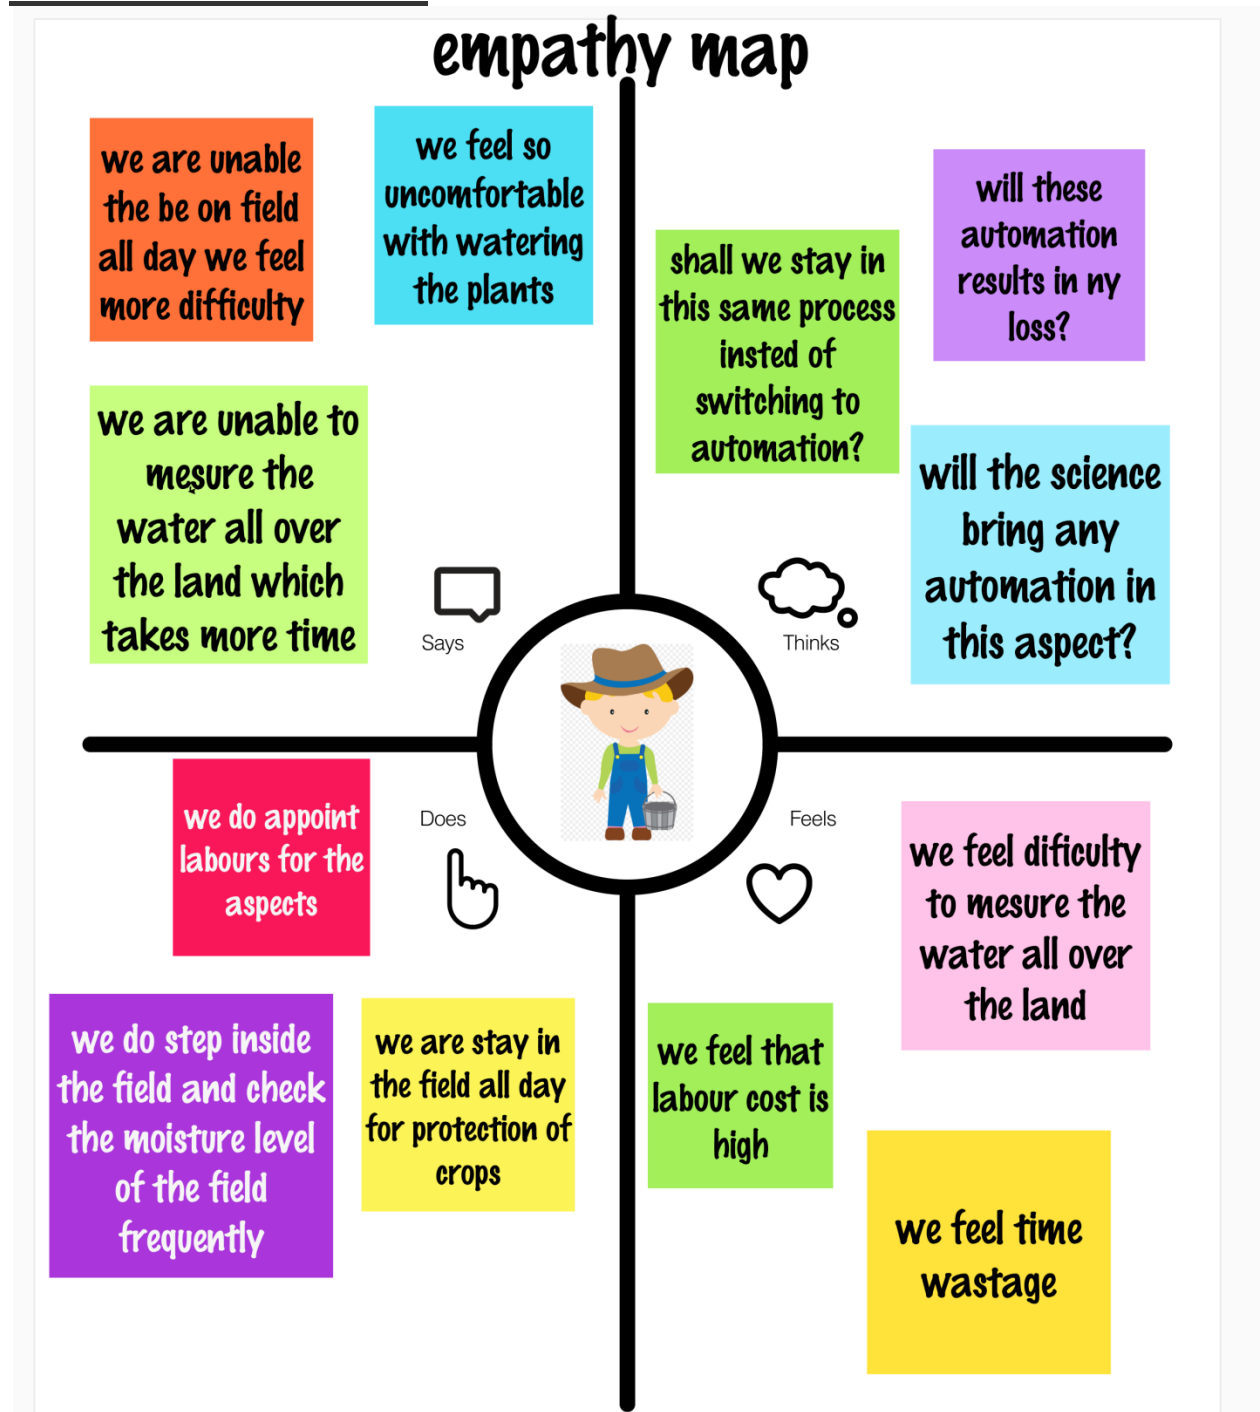 empathy map
we are unable
the be on field
all day we feel
more difficulty
we feel so
uncomfortable
with watering
the plants
we are unable to
mesure the
water all over
the land which
takes more time
Says
shall we stay in
this same process
insted of
switching to
automation?
will these
automation
results in ny
loss?
will the science
bring any
automation in
this aspect?
Thinks
we do appoint
labours for the
aspects
Does
we do step inside
the field and check
the moisture level
of the field
frequently
we are stay in
the field all day
for protection of
crops
Feels
we feel dificulty
to mesure the
water all over
the land
we feel that
labour cost is
high
we feel time
wastage